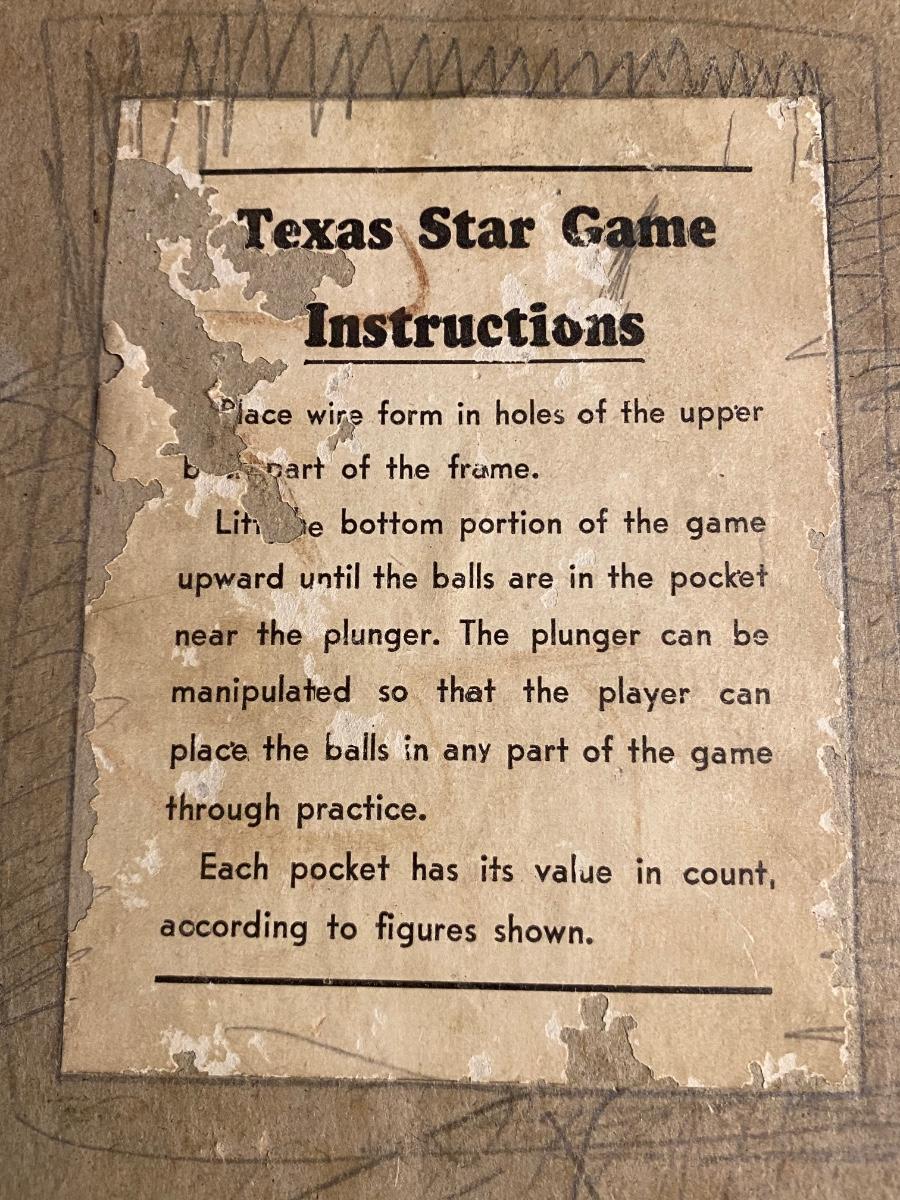 Texas Star Game
Instructions
Place wire form in holes of the upper
part of the frame.
bottom portion of the game
upward until the balls are in the pocket
near the plunger. The plunger can be
manipulated so that the player can
place the balls in any part of the game
through practice.
Each pocket has its value in count,
according to figures shown.